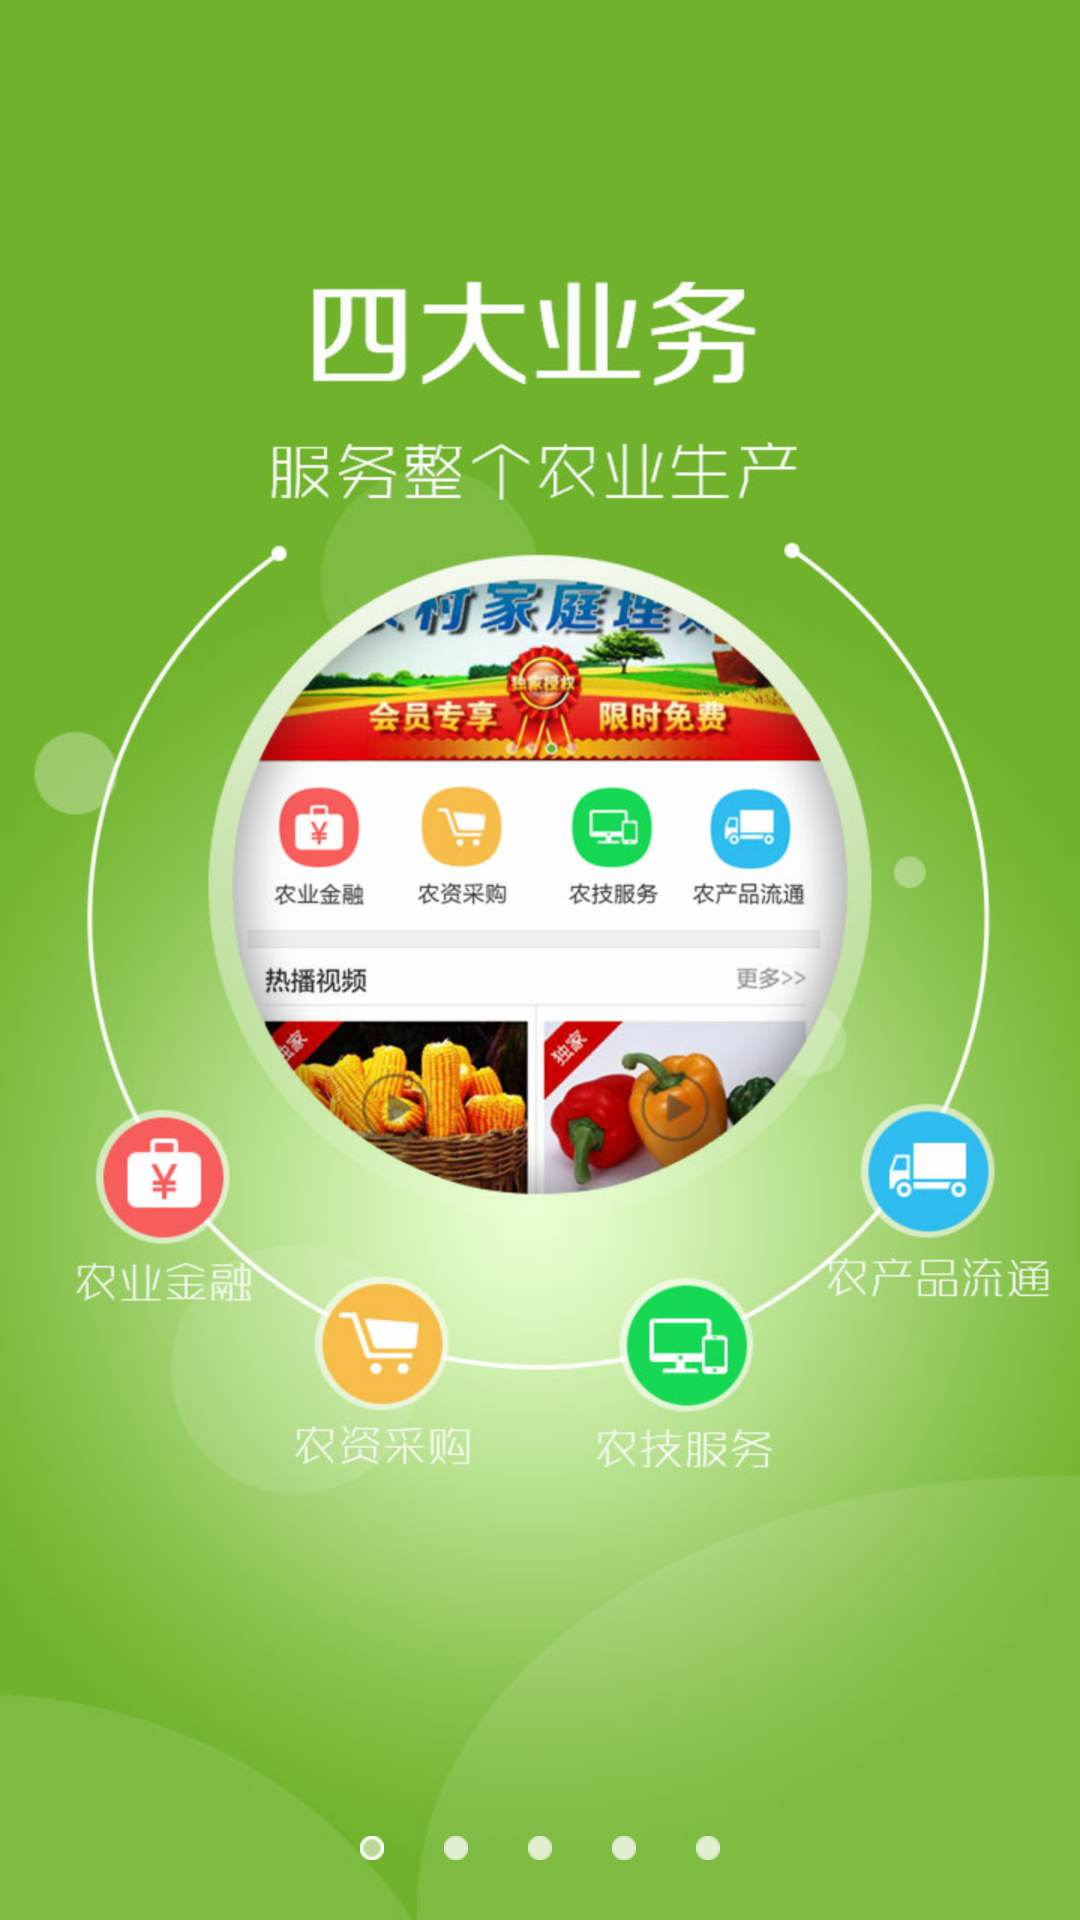 四大业务
服务整个农业生产
村家庭理
独家授权
会员专享 限时免费
农业金融 农资采购 农技服务 农产品流通
热播视频 更多>>
独家 独家
农业金融 农产品流通
农资采购 农技服务